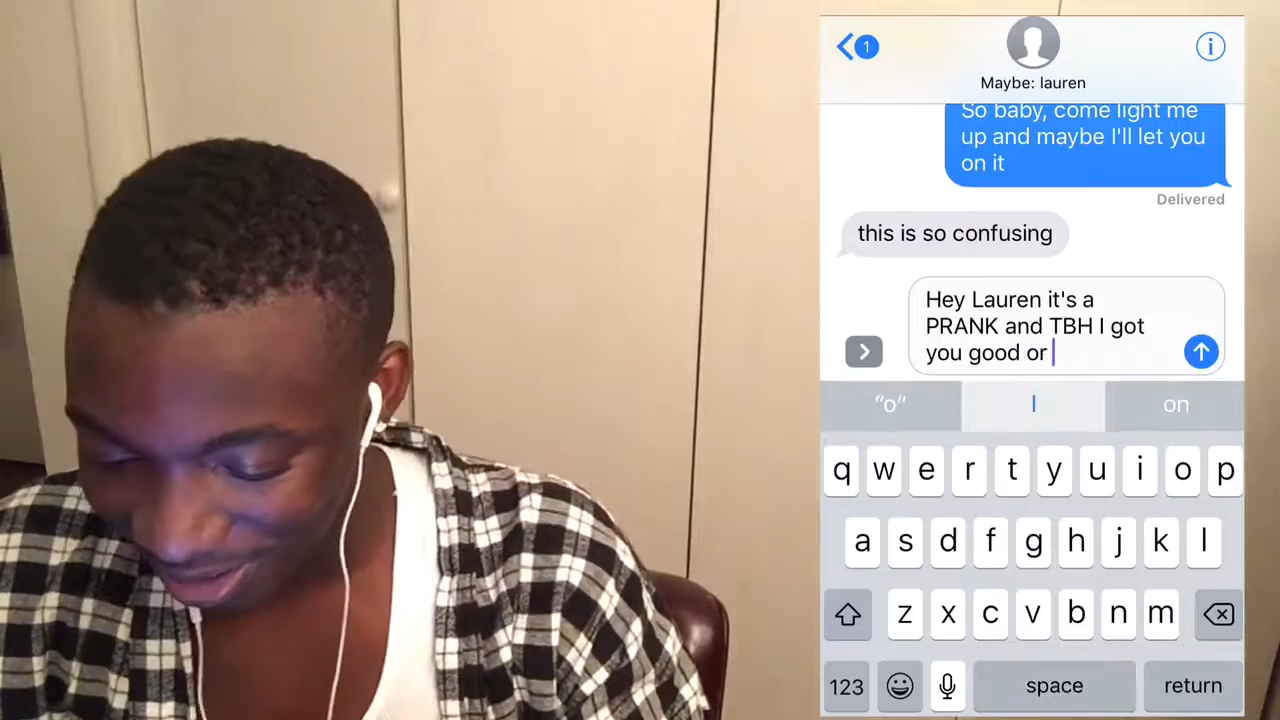 1
Maybe: lauren
So baby, come light me
up and maybe I'll let you
on it
Delivered
this is so confusing
Hey Lauren it's a
PRANK and TBH I got
you good or
“o” I on
q w e r t y u i o p
a s d f g h j k l
z x c v b n m
123 space return